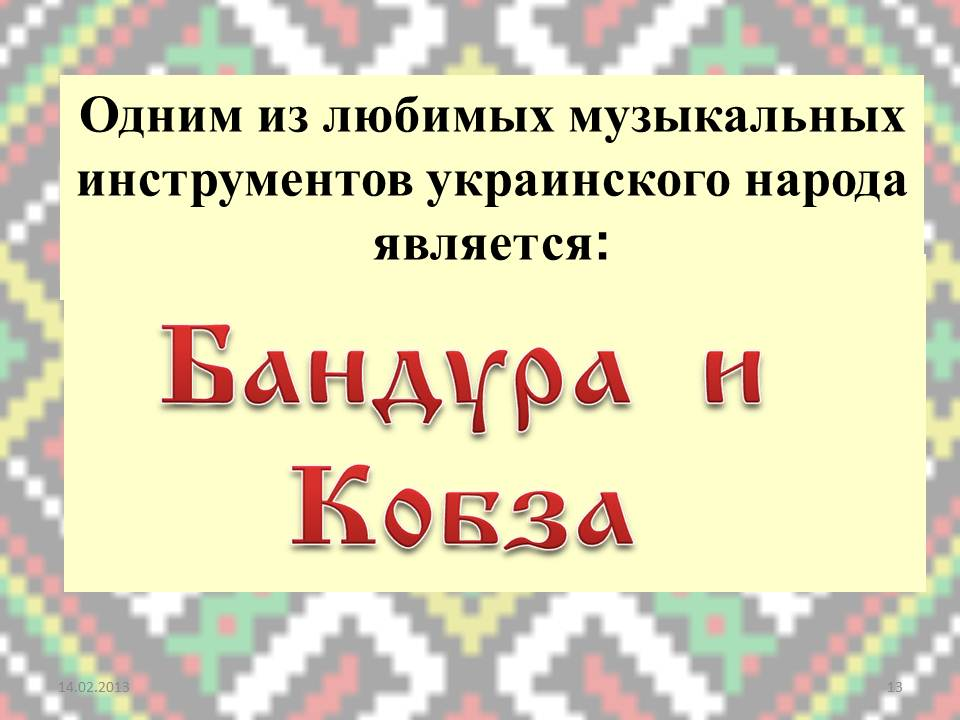 Одним из любимых музыкальных
инструментов украинского народа
является:
Бандура и
Кобза
14.02.2013
13